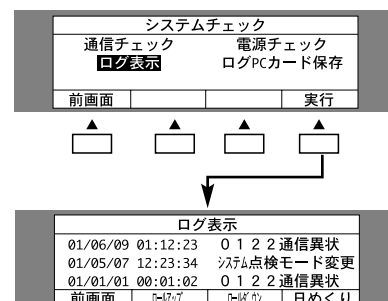 システムチェック
通信チェック 電源チェック
ログ表示 ログPCカード保存
前画面 実行
ログ表示
01/06/09 01:12:23 0122通信異状
01/05/07 12:23:34 システム点検モード変更
01/01/01 00:01:02 0122通信異状
前画面 ロールアップ ロールダウン 日めくり